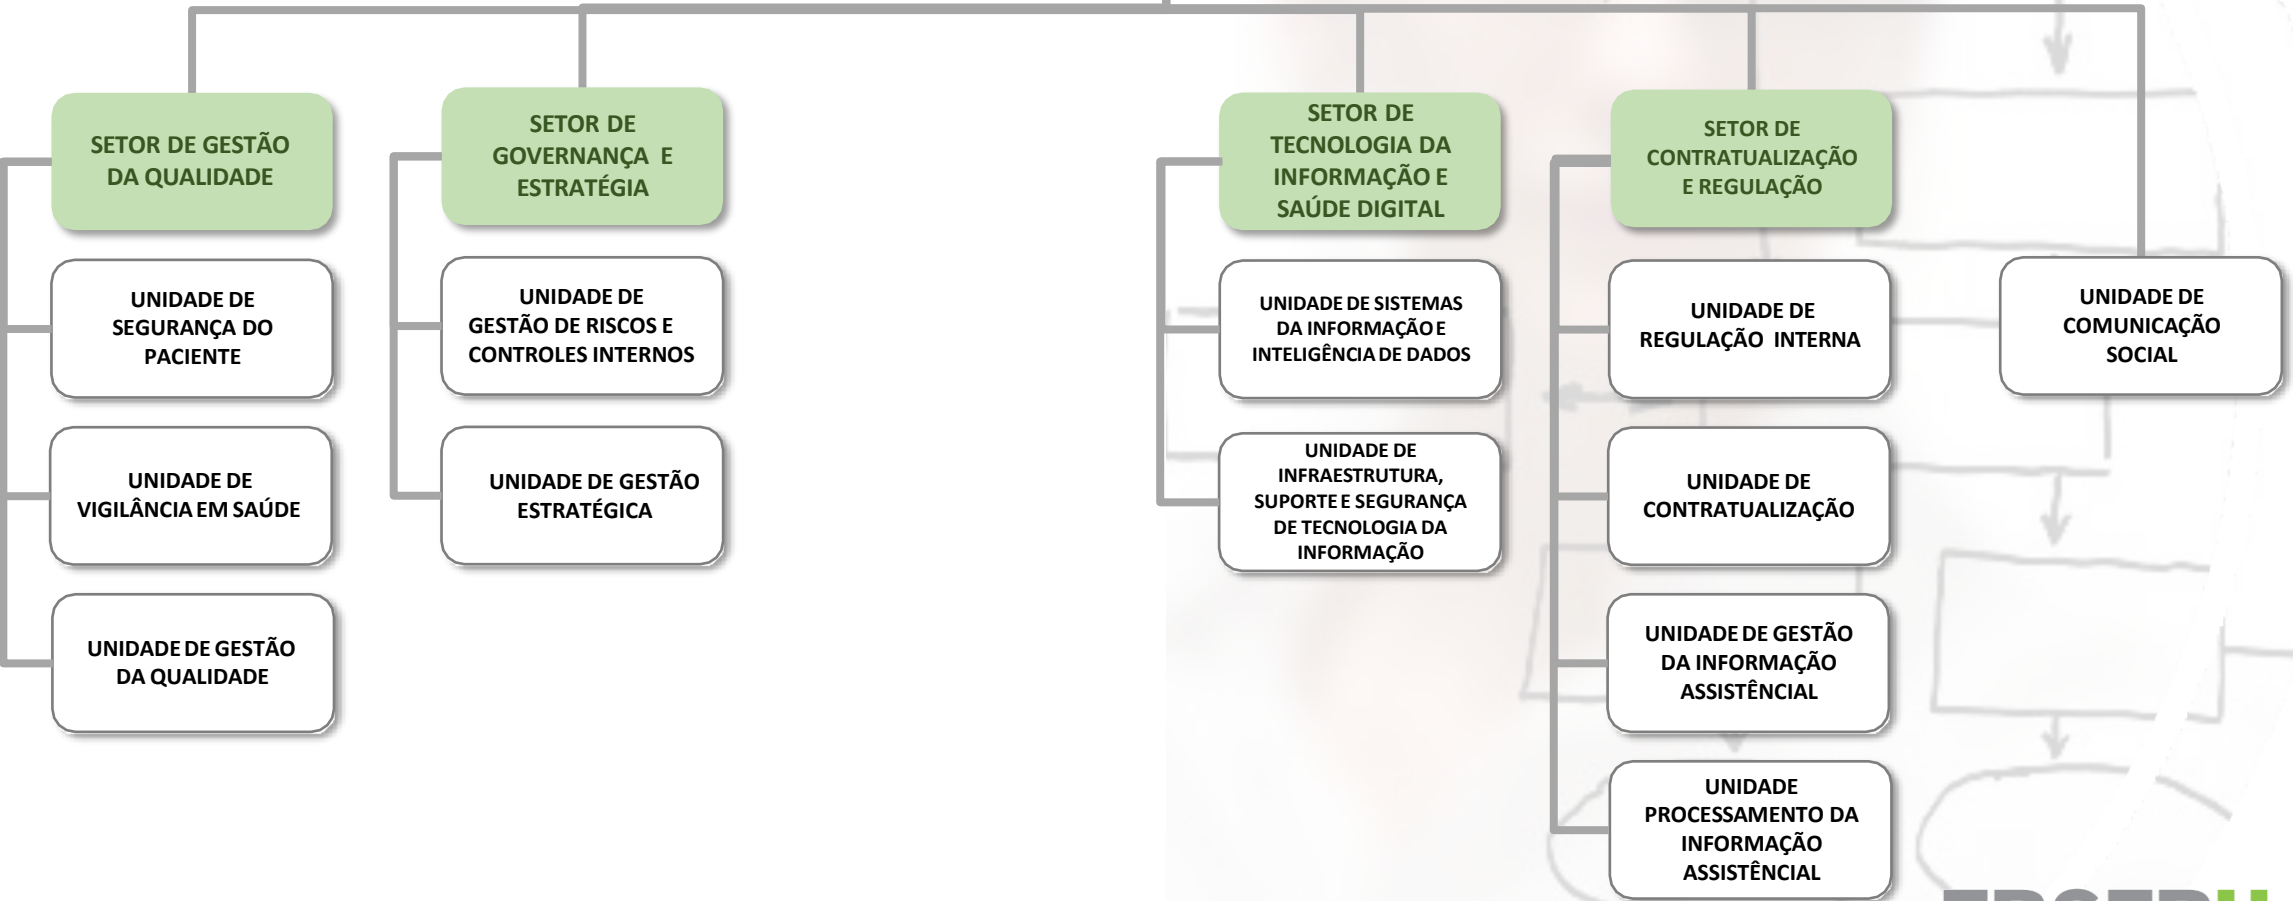 SETOR DE GESTÃO
DA QUALIDADE
UNIDADE DE
SEGURANÇA DO
PACIENTE
UNIDADE DE
VIGILÂNCIA EM SAÚDE
UNIDADE DE GESTÃO
DA QUALIDADE
SETOR DE
GOVERNANÇA E
ESTRATÉGIA
UNIDADE DE
GESTÃO DE RISCOS E
CONTROLES INTERNOS
UNIDADE DE GESTÃO
ESTRATÉGICA
SETOR DE
TECNOLOGIA DA
INFORMAÇÃO E
SAÚDE DIGITAL
UNIDADE DE SISTEMAS
DA INFORMAÇÃO E
INTELIGÊNCIA DE DADOS
UNIDADE DE
INFRAESTRUTURA,
SUPORTE E SEGURANÇA
DE TECNOLOGIA DA
INFORMAÇÃO
SETOR DE
CONTRATUALIZAÇÃO
E REGULAÇÃO
UNIDADE DE
REGULAÇÃO INTERNA
UNIDADE DE
CONTRATUALIZAÇÃO
UNIDADE DE GESTÃO
DA INFORMAÇÃO
ASSISTÊNCIAL
UNIDADE
PROCESSAMENTO DA
INFORMAÇÃO
ASSISTÊNCIAL
UNIDADE DE
COMUNICAÇÃO
SOCIAL